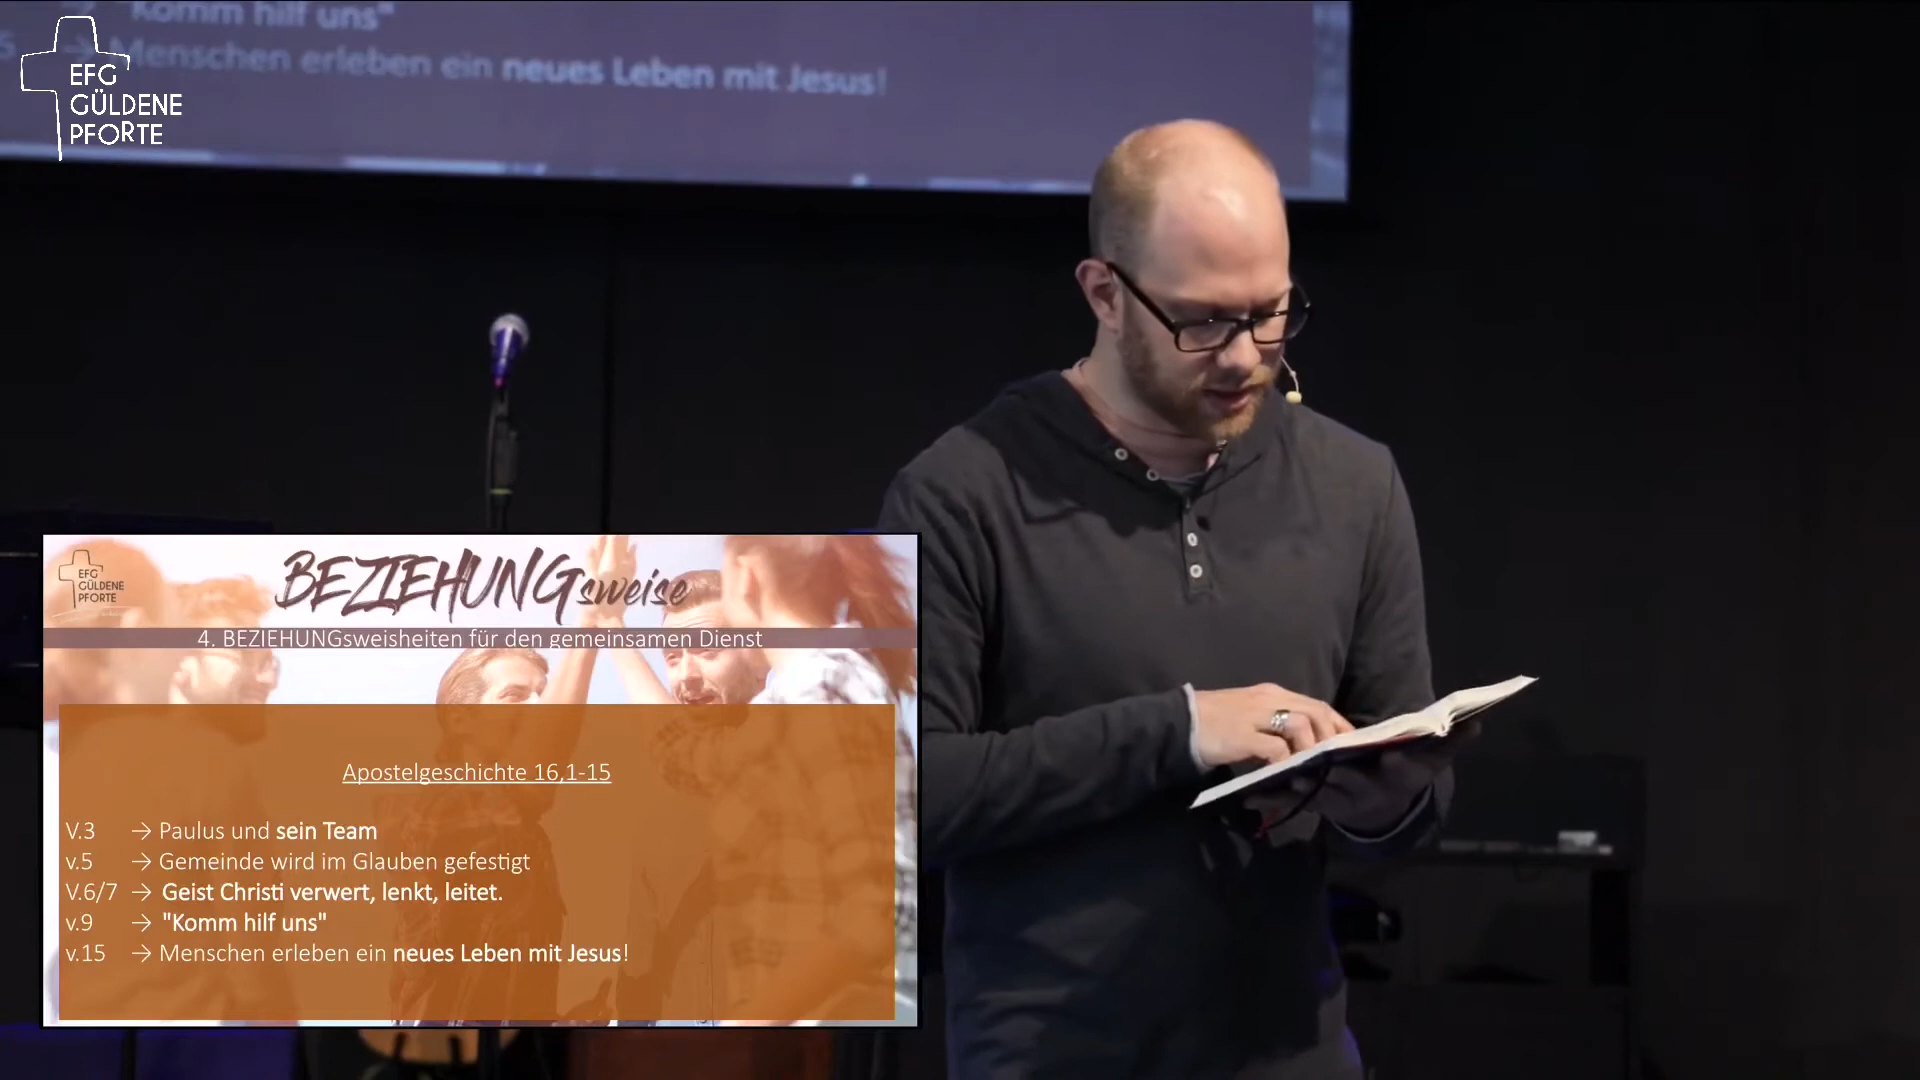 "Komm hilf uns"
5 → Menschen erleben ein neues Leben mit Jesus!
EFG
GÜLDENE
PFORTE
EFG
GÜLDENE
PFORTE
BEZIEHUNGsweise
4. BEZIEHUNGsweisheiten für den gemeinsamen Dienst
Apostelgeschichte 16,1-15
V.3 → Paulus und sein Team
v.5 → Gemeinde wird im Glauben gefestigt
V.6/7 → Geist Christi verwert, lenkt, leitet.
v.9 → "Komm hilf uns"
v.15 → Menschen erleben ein neues Leben mit Jesus!